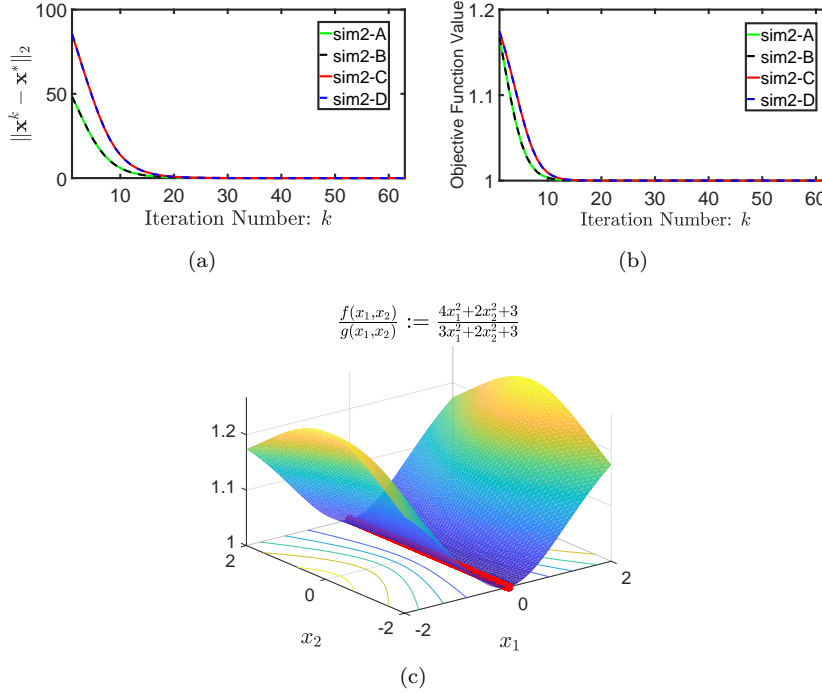 100
50
0
10 20 30 40 50 60
‖x^k − x^*‖_2
Iteration Number: k
sim2-A
sim2-B
sim2-C
sim2-D
(a)
1.2
1.1
1
10 20 30 40 50 60
Objective Function Value
Iteration Number: k
sim2-A
sim2-B
sim2-C
sim2-D
(b)
f(x_1,x_2)/g(x_1,x_2) := (4x_1^2+2x_2^2+3)/(3x_1^2+2x_2^2+3)
1.2
1.1
1
2
0
-2
x_2
-2
0
2
x_1
(c)